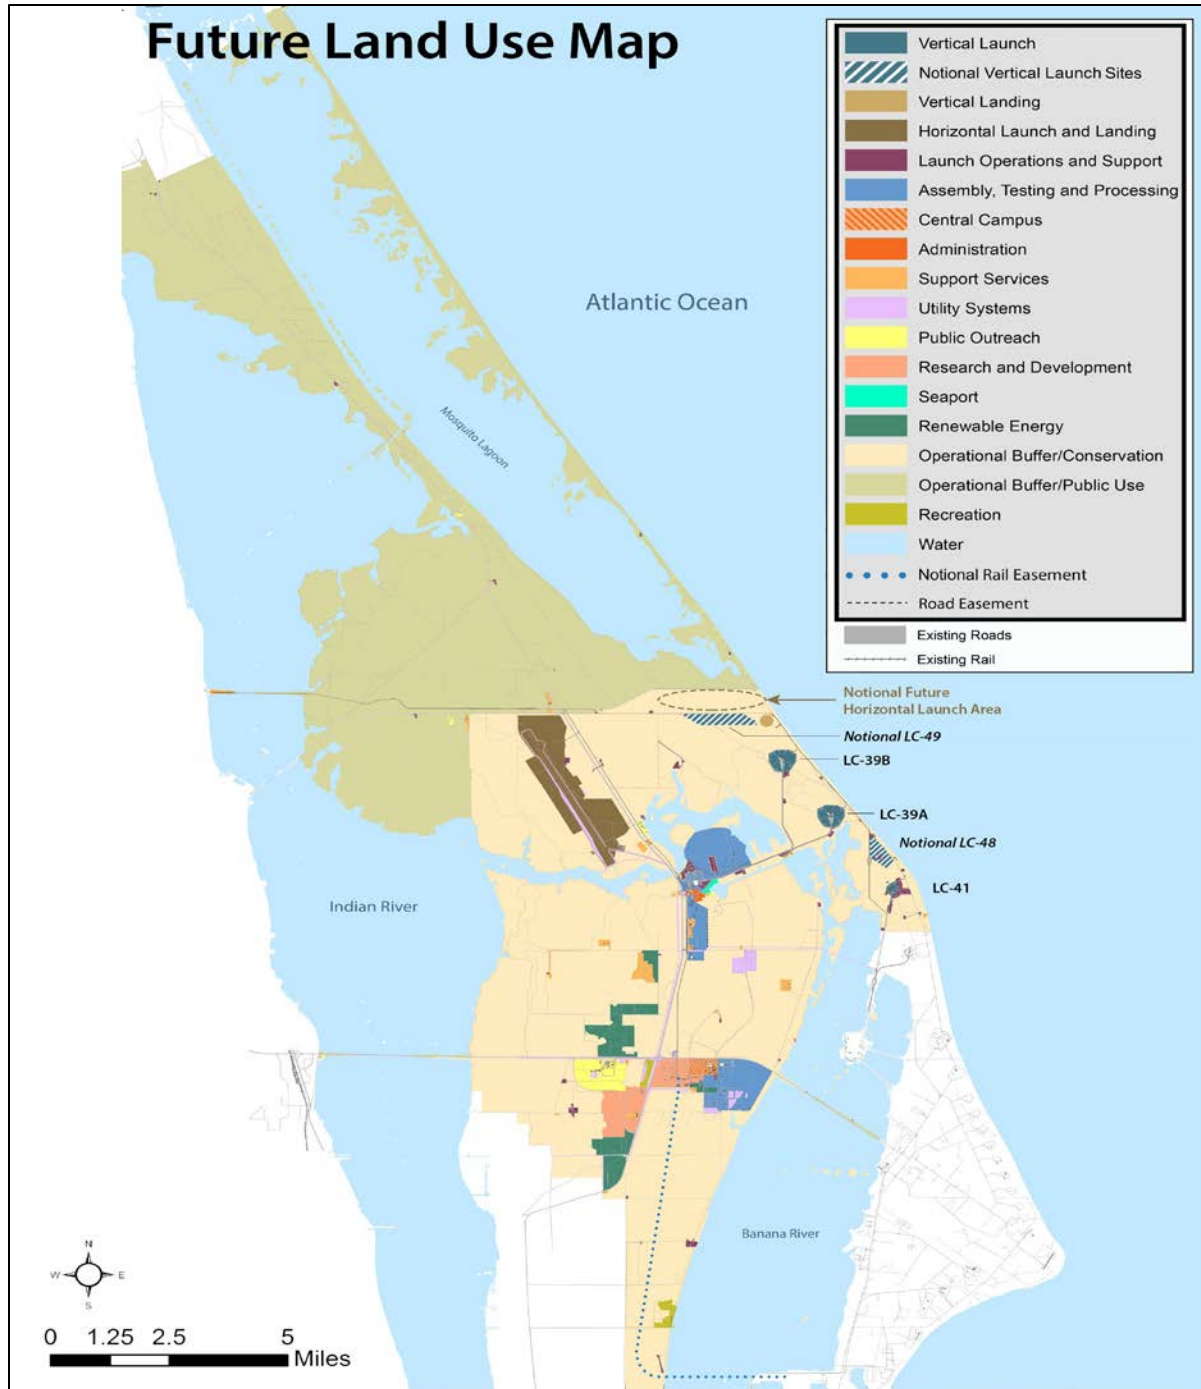 Future Land Use Map
Vertical Launch
Notional Vertical Launch Sites
Vertical Landing
Horizontal Launch and Landing
Launch Operations and Support
Assembly, Testing and Processing
Central Campus
Administration
Support Services
Utility Systems
Public Outreach
Research and Development
Seaport
Renewable Energy
Operational Buffer/Conservation
Operational Buffer/Public Use
Recreation
Water
Notional Rail Easement
Road Easement
Existing Roads
Existing Rail
Atlantic Ocean
Mosquito Lagoon
Notional Future
Horizontal Launch Area
Notional LC-49
LC-39B
LC-39A
Notional LC-48
LC-41
Indian River
Banana River
N
W E
S
0 1.25 2.5 5
Miles